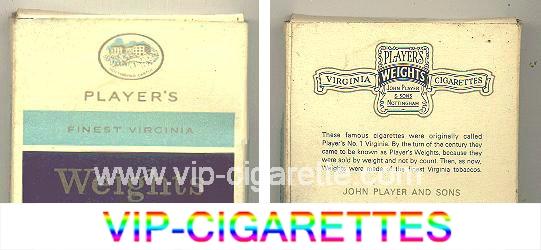 NOTTINGHAM CASTLE
PLAYER'S
FINEST VIRGINIA
Weights
PLAYER'S
VIRGINIA WEIGHTS CIGARETTES
JOHN PLAYER
& SONS
NOTTINGHAM
These famous cigarettes were originally called
Player's No. 1 Virginia. By the turn of the century they
came to be known as Player's Weights, because they
were sold by weight and not by count. Then, as now,
Weights were made of the finest Virginia tobaccos.
JOHN PLAYER AND SONS
www.vip-cigarette.com
VIP-CIGARETTES